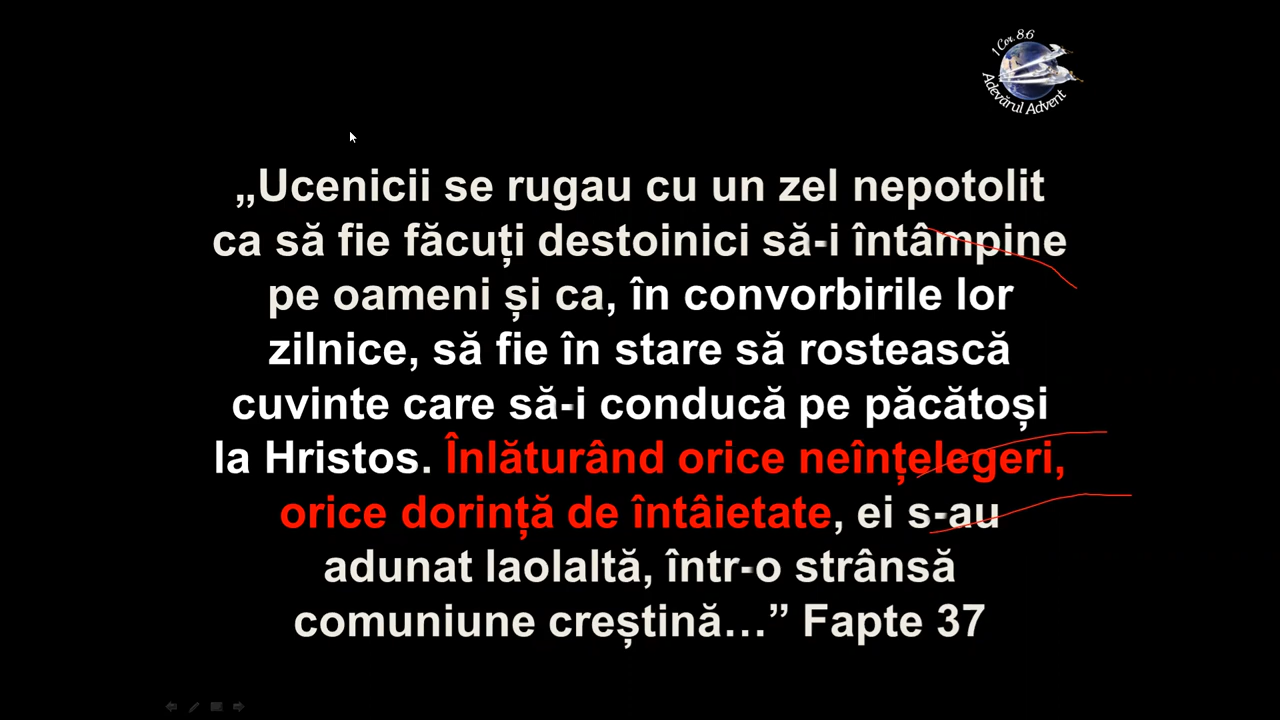 1 Cor. 8:6
Adevărul Advent
„Ucenicii se rugau cu un zel nepotolit
ca să fie făcuți destoinici să-i întâmpine
pe oameni și ca, în convorbirile lor
zilnice, să fie în stare să rostească
cuvinte care să-i conducă pe păcătoși
la Hristos. Înlăturând orice neînțelegeri,
orice dorință de întâietate, ei s-au
adunat laolaltă, într-o strânsă
comuniune creștină…” Fapte 37